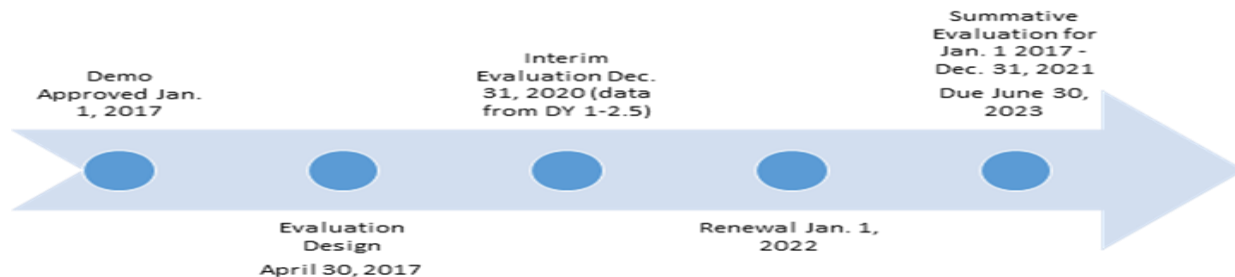 Demo
Approved Jan.
1, 2017
Evaluation
Design
April 30, 2017
Interim
Evaluation Dec.
31, 2020 (data
from DY 1-2.5)
Renewal Jan. 1,
2022
Summative
Evaluation for
Jan. 1 2017 -
Dec. 31, 2021
Due June 30,
2023